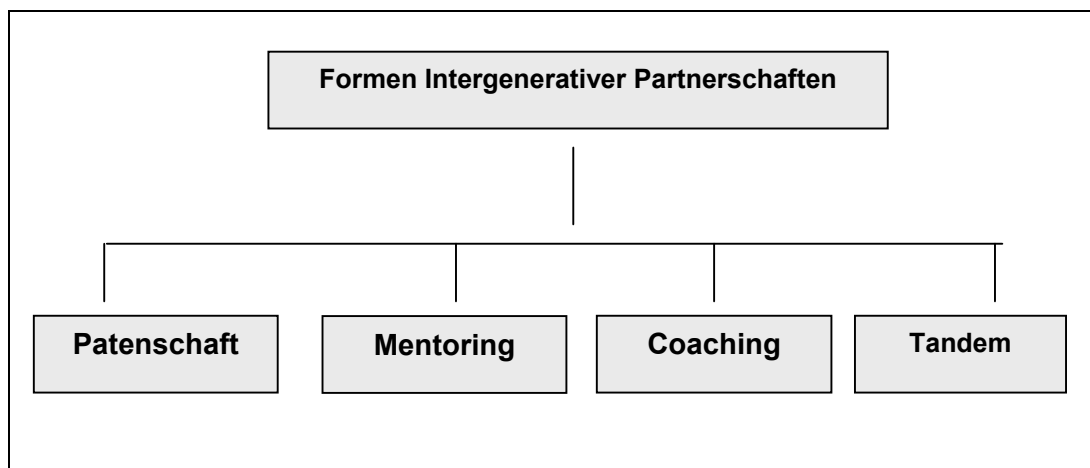 Formen Intergenerativer Partnerschaften
Patenschaft
Mentoring
Coaching
Tandem